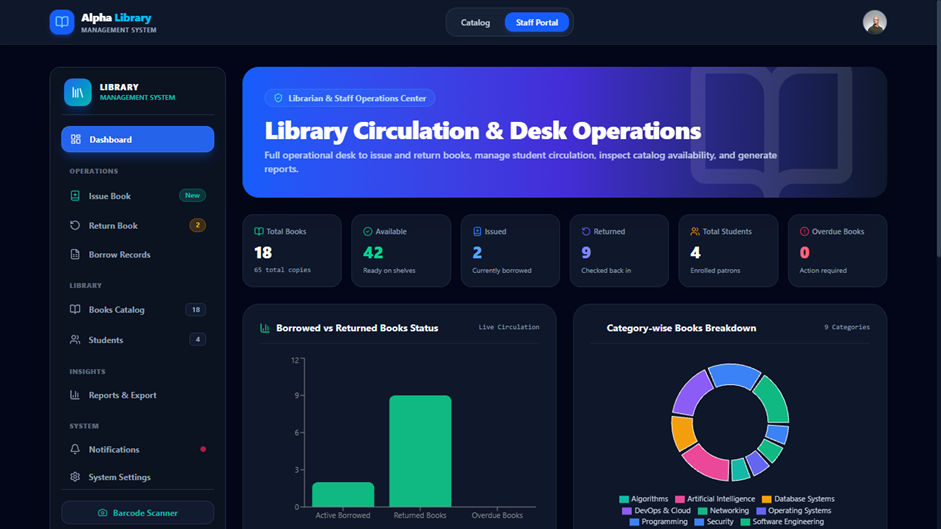 Alpha Library
MANAGEMENT SYSTEM
Catalog
Staff Portal
LIBRARY
MANAGEMENT SYSTEM
Dashboard
OPERATIONS
Issue Book
New
Return Book
2
Borrow Records
LIBRARY
Books Catalog
18
Students
4
INSIGHTS
Reports & Export
SYSTEM
Notifications
System Settings
Barcode Scanner
Librarian & Staff Operations Center
Library Circulation & Desk Operations
Full operational desk to issue and return books, manage student circulation, inspect catalog availability, and generate
reports.
Total Books
18
65 total copies
Available
42
Ready on shelves
Issued
2
Currently borrowed
Returned
9
Checked back in
Total Students
4
Enrolled patrons
Overdue Books
0
Action required
Borrowed vs Returned Books Status
Live Circulation
12
9
6
3
0
Active Borrowed
Returned Books
Overdue Books
Category-wise Books Breakdown
9 Categories
Algorithms
Artificial Intelligence
Database Systems
DevOps & Cloud
Networking
Operating Systems
Programming
Security
Software Engineering